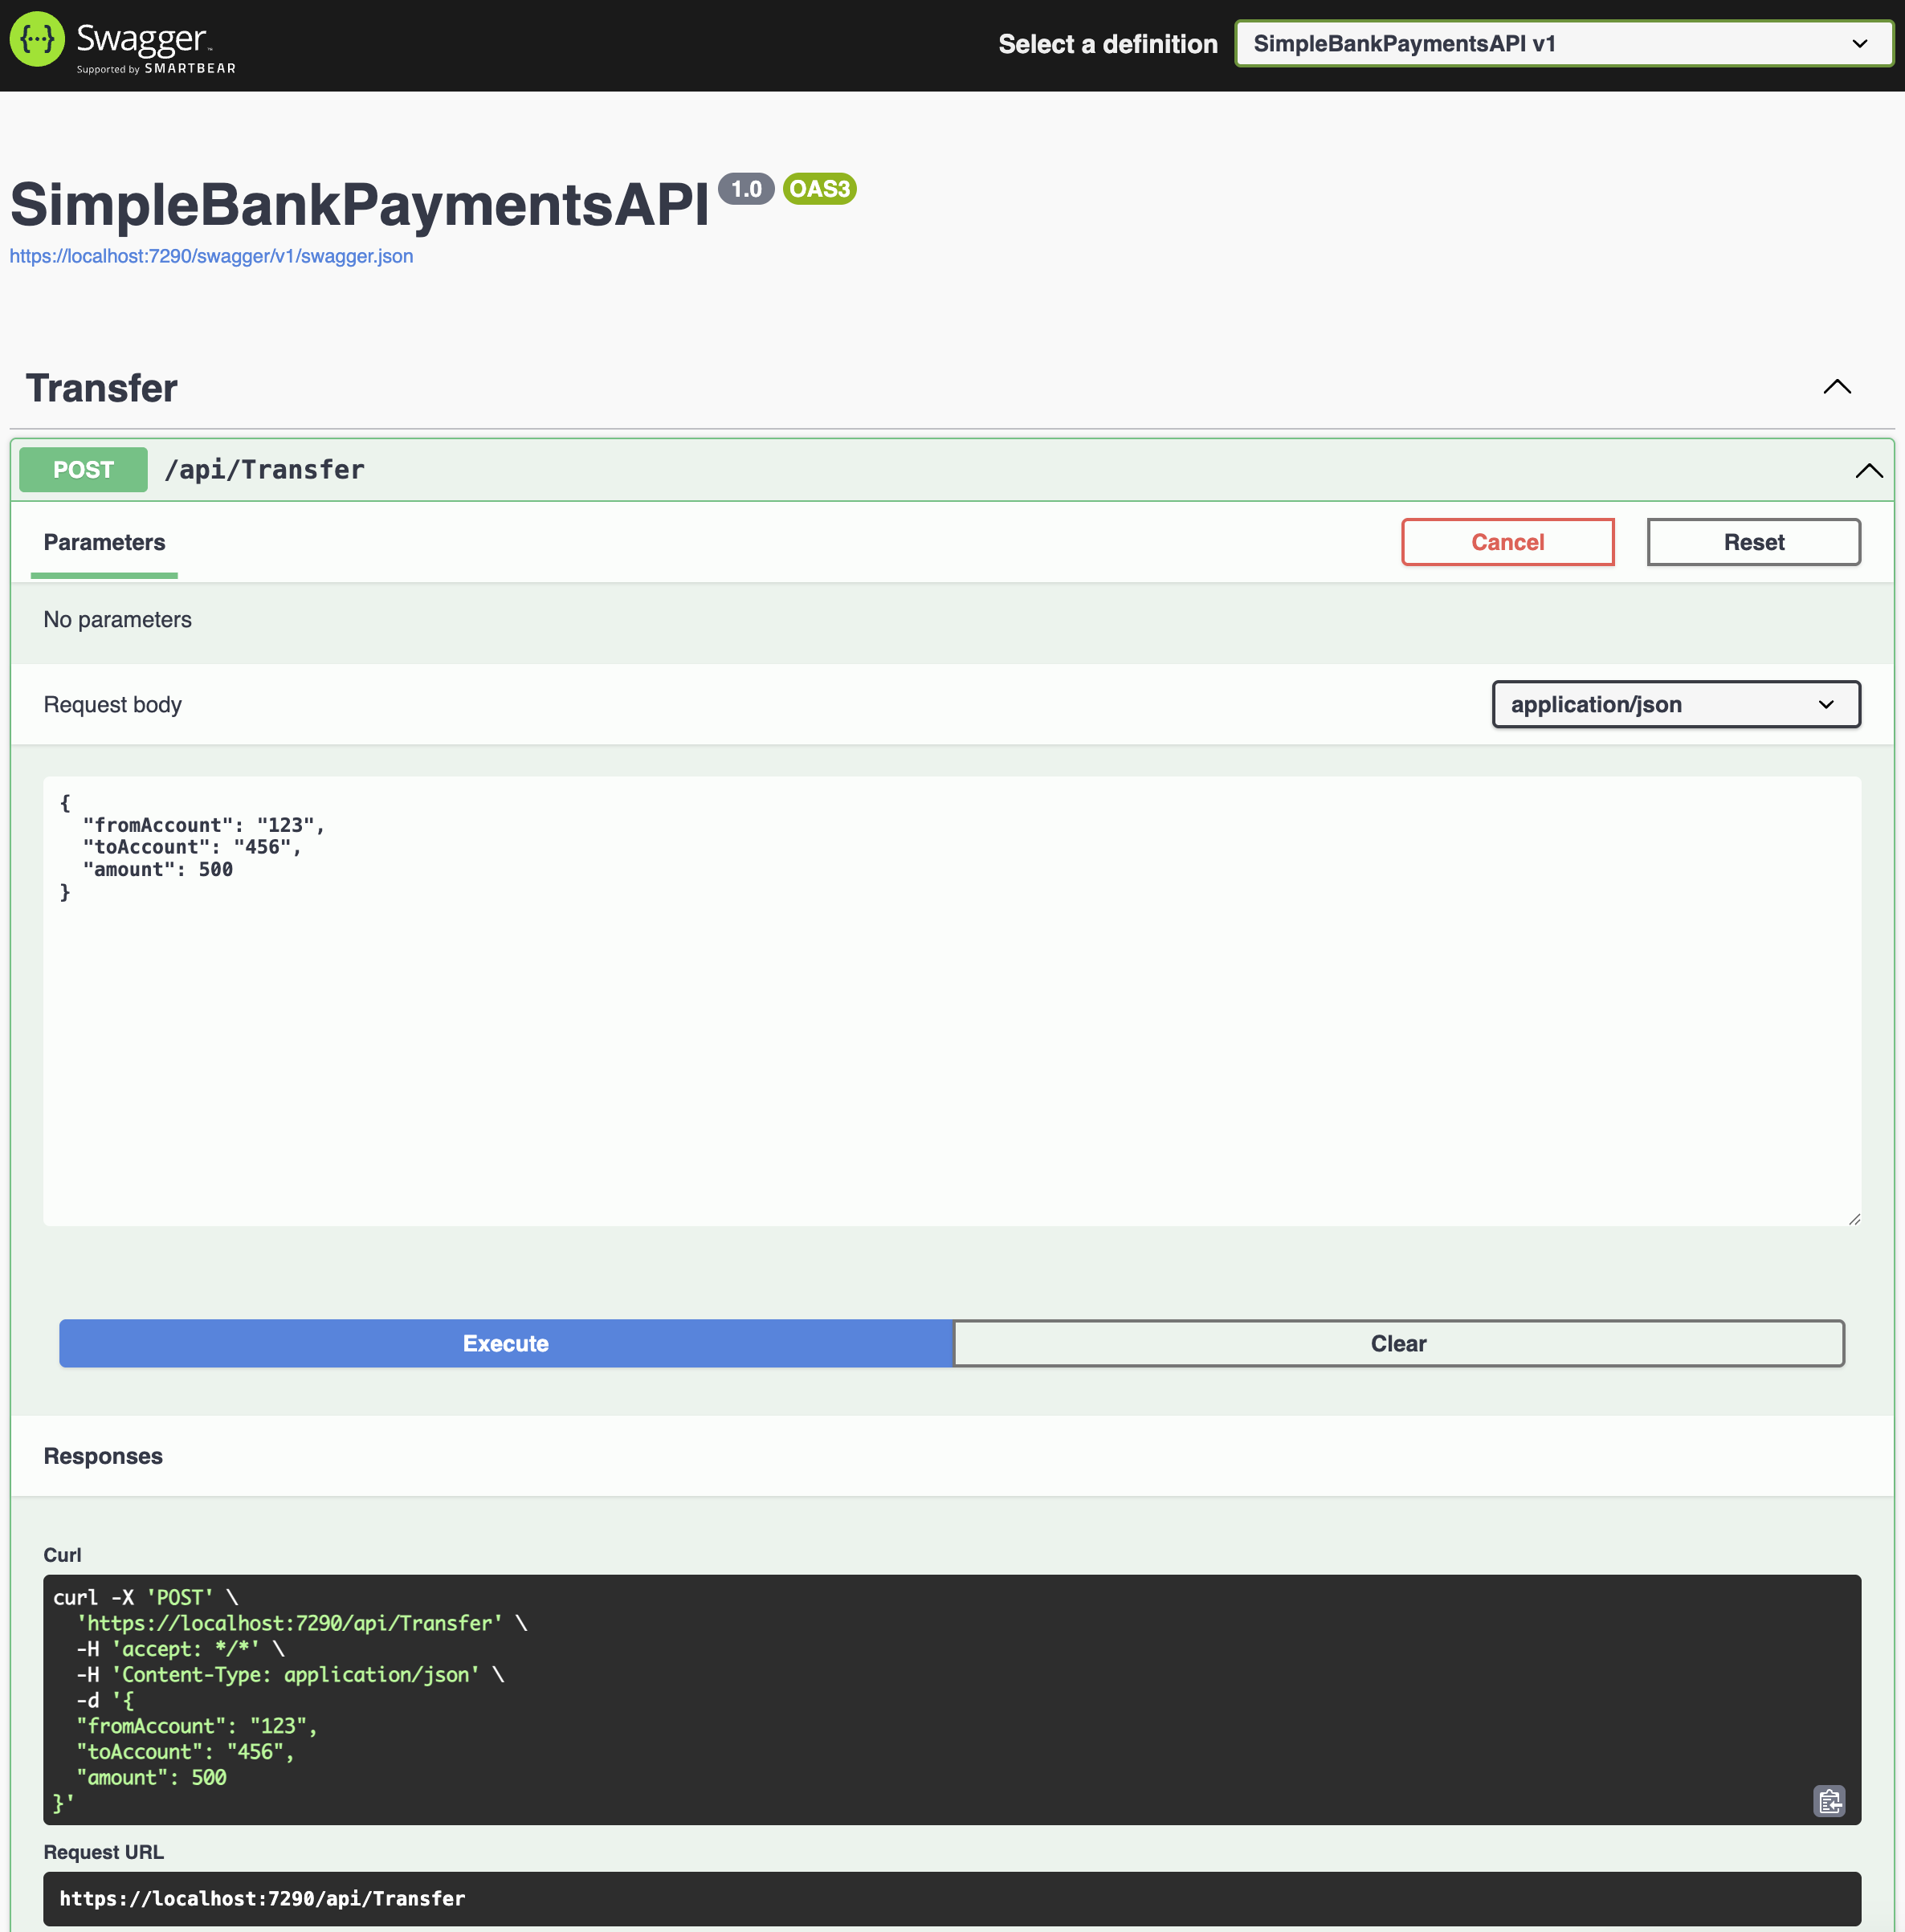 Swagger™
Supported by SMARTBEAR
Select a definition
SimpleBankPaymentsAPI v1
SimpleBankPaymentsAPI 1.0 OAS3
https://localhost:7290/swagger/v1/swagger.json
Transfer
POST /api/Transfer
Parameters
Cancel
Reset
No parameters
Request body
application/json
{
  "fromAccount": "123",
  "toAccount": "456",
  "amount": 500
}
Execute
Clear
Responses
Curl
curl -X 'POST' \
  'https://localhost:7290/api/Transfer' \
  -H 'accept: */*' \
  -H 'Content-Type: application/json' \
  -d '{
  "fromAccount": "123",
  "toAccount": "456",
  "amount": 500
}'
Request URL
https://localhost:7290/api/Transfer